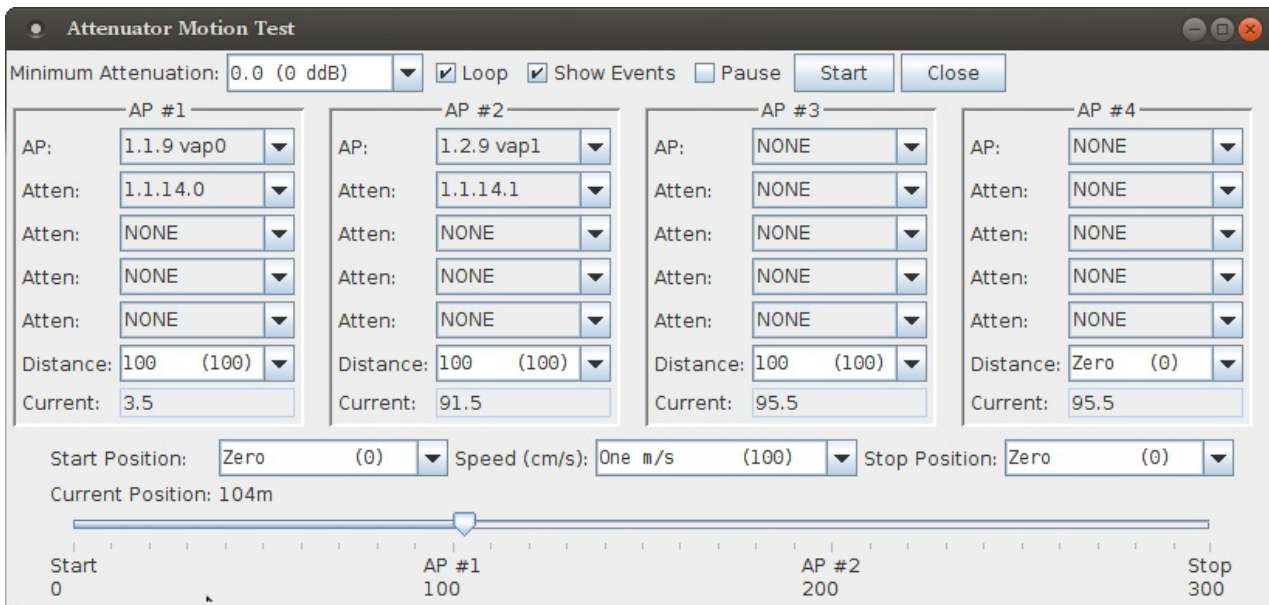 Attenuator Motion Test
Minimum Attenuation: 0.0 (0 ddB) Loop Show Events Pause Start Close
AP #1 AP #2 AP #3 AP #4
AP: 1.1.9 vap0 AP: 1.2.9 vap1 AP: NONE AP: NONE
Atten: 1.1.14.0 Atten: 1.1.14.1 Atten: NONE Atten: NONE
Atten: NONE Atten: NONE Atten: NONE Atten: NONE
Atten: NONE Atten: NONE Atten: NONE Atten: NONE
Atten: NONE Atten: NONE Atten: NONE Atten: NONE
Distance: 100 (100) Distance: 100 (100) Distance: 100 (100) Distance: Zero (0)
Current: 3.5 Current: 91.5 Current: 95.5 Current: 95.5
Start Position: Zero (0) Speed (cm/s): One m/s (100) Stop Position: Zero (0)
Current Position: 104m
Start AP #1 AP #2 Stop
0 100 200 300